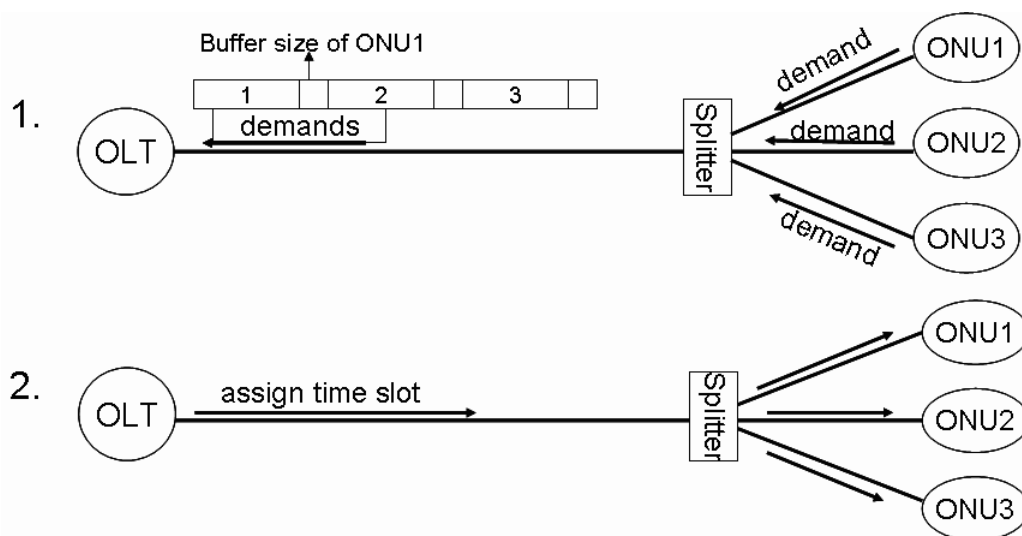 Buffer size of ONU1
1 2 3
demands
1.
OLT
Splitter
demand
demand
demand
ONU1
ONU2
ONU3
2.
OLT
assign time slot
Splitter
ONU1
ONU2
ONU3